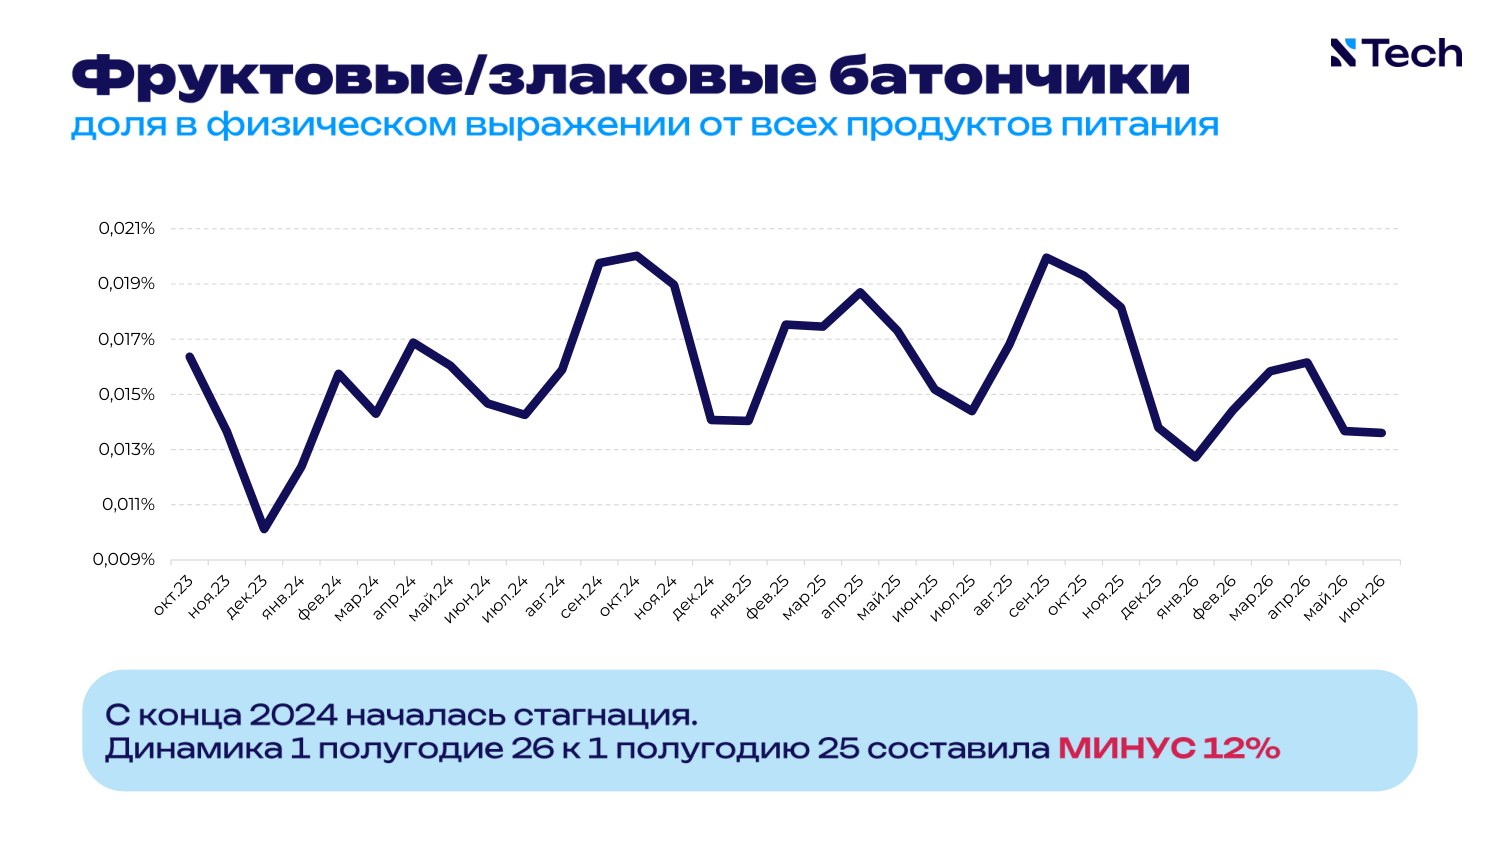 Фруктовые/злаковые батончики
Tech
доля в физическом выражении от всех продуктов питания
0,021%
0,019%
0,017%
0,015%
0,013%
0,011%
0,009%
окт.23
ноя.23
дек.23
янв.24
фев.24
мар.24
апр.24
май.24
июн.24
июл.24
авг.24
сен.24
окт.24
ноя.24
дек.24
янв.25
фев.25
мар.25
апр.25
май.25
июн.25
июл.25
авг.25
сен.25
окт.25
ноя.25
дек.25
янв.26
фев.26
мар.26
апр.26
май.26
июн.26
С конца 2024 началась стагнация.
Динамика 1 полугодие 26 к 1 полугодию 25 составила МИНУС 12%